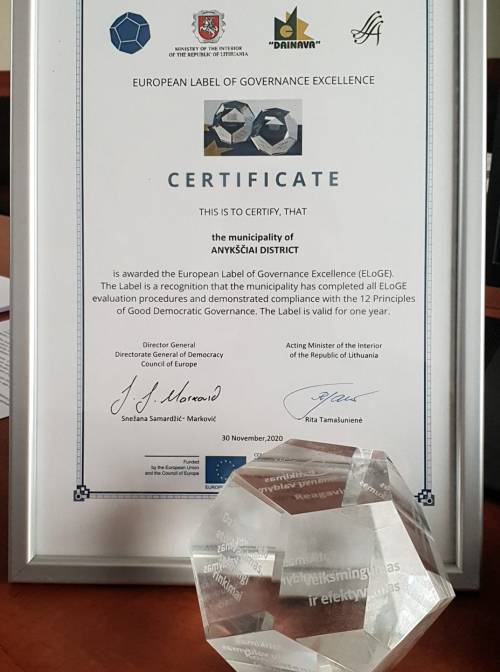 MINISTRY OF THE INTERIOR
OF THE REPUBLIC OF LITHUANIA
"DAINAVA"
EUROPEAN LABEL OF GOVERNANCE EXCELLENCE
CERTIFICATE
THIS IS TO CERTIFY, THAT
the municipality of
ANYKŠČIAI DISTRICT
is awarded the European Label of Governance Excellence (ELoGE).
The Label is a recognition that the municipality has completed all ELoGE
evaluation procedures and demonstrated compliance with the 12 Principles
of Good Democratic Governance. The Label is valid for one year.
Director General
Directorate General of Democracy
Council of Europe
Snežana Samardžić- Marković
Acting Minister of the Interior
of the Republic of Lithuania
Rita Tamašunienė
30 November,2020
Funded
by the European Union
and the Council of Europe
EUROP
Reagavi
Veiksmingumas
ir efektyvumas
rinkimai